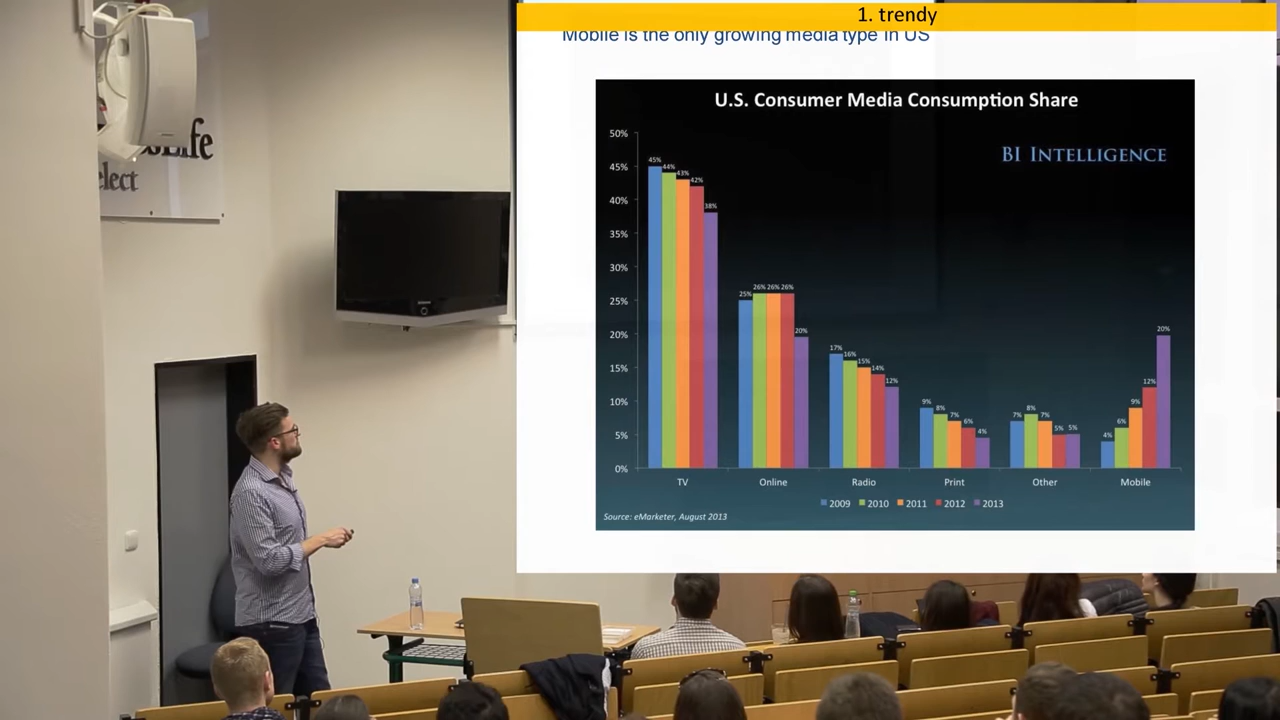 1. trendy
Mobile is the only growing media type in US
U.S. Consumer Media Consumption Share
BI INTELLIGENCE
50%
45%
40%
35%
30%
25%
20%
15%
10%
5%
0%
45% 44% 43% 42% 38%
25% 26% 26% 26% 20%
17% 16% 15% 14% 12%
9% 8% 7% 6% 4%
7% 8% 7% 5% 5%
4% 6% 9% 12% 20%
TV Online Radio Print Other Mobile
2009 2010 2011 2012 2013
Source: eMarketer, August 2013